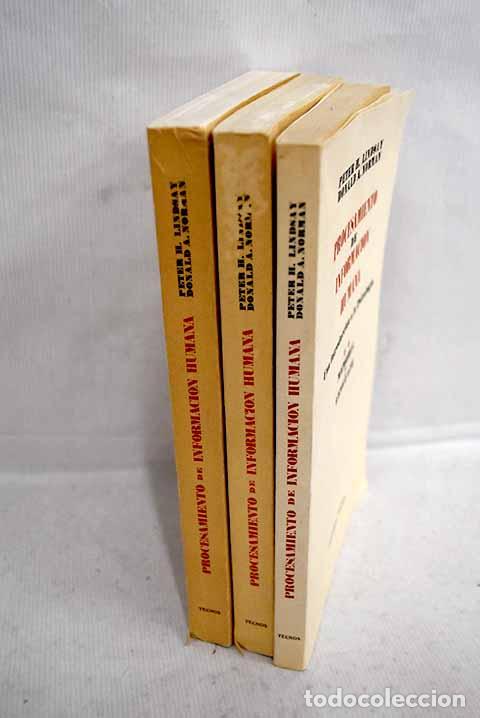 PETER H. LINDSAY
DONALD A. NORMAN
PROCESAMIENTO DE INFORMACION HUMANA
TECNOS
PETER H. LINDSAY
DONALD A. NORMAN
PROCESAMIENTO DE INFORMACION HUMANA
TECNOS
PETER H. LINDSAY
DONALD A. NORMAN
PROCESAMIENTO DE INFORMACION HUMANA
TECNOS
PETER H. LINDSAY
DONALD A. NORMAN
PROCESAMIENTO
DE
INFORMACION
HUMANA
todocoleccion